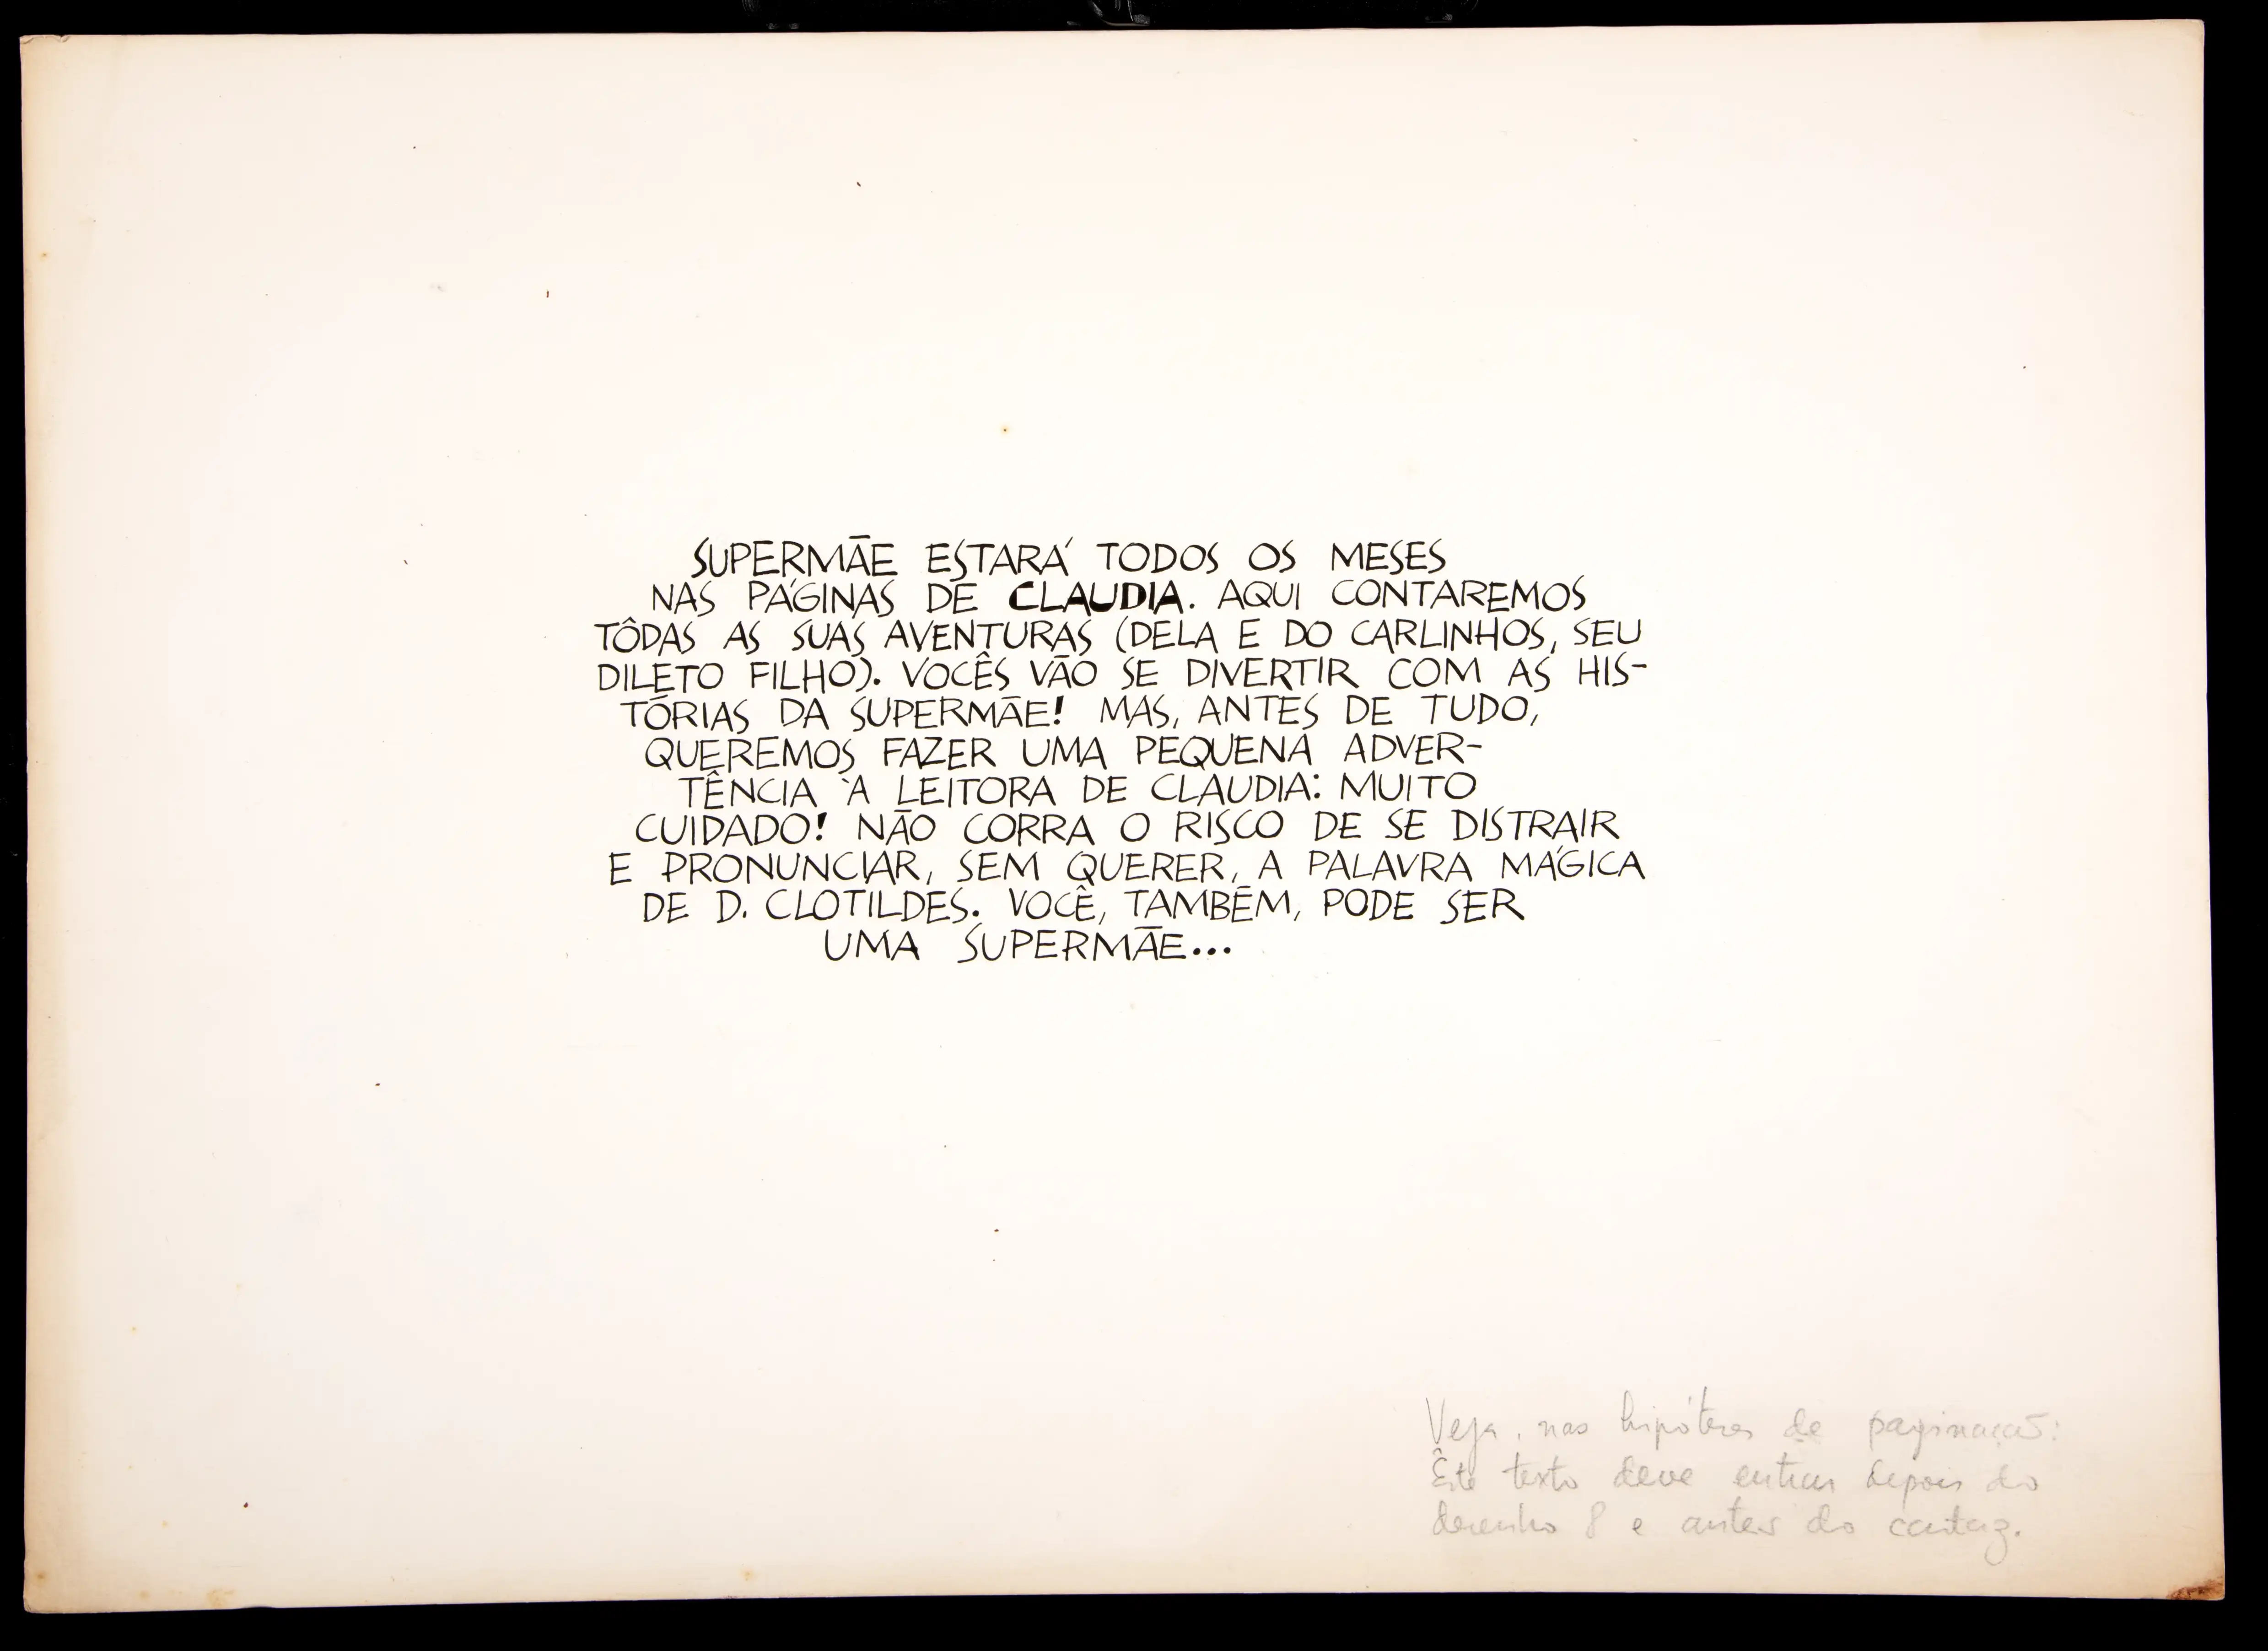 SUPERMÃE ESTARÁ TODOS OS MESES
NAS PÁGINAS DE CLAUDIA. AQUI CONTAREMOS
TÔDAS AS SUAS AVENTURAS (DELA E DO CARLINHOS, SEU
DILETO FILHO). VOCÊS VÃO SE DIVERTIR COM AS HIS-
TÓRIAS DA SUPERMÃE! MAS, ANTES DE TUDO,
QUEREMOS FAZER UMA PEQUENA ADVER-
TÊNCIA À LEITORA DE CLAUDIA: MUITO
CUIDADO! NÃO CORRA O RISCO DE SE DISTRAIR
E PRONUNCIAR, SEM QUERER, A PALAVRA MÁGICA
DE D. CLOTILDES. VOCÊ, TAMBÉM, PODE SER
UMA SUPERMÃE...
Veja, nas hipóteses de paginação:
Êste texto deve entrar depois do
desenho 8 e antes do cartaz.